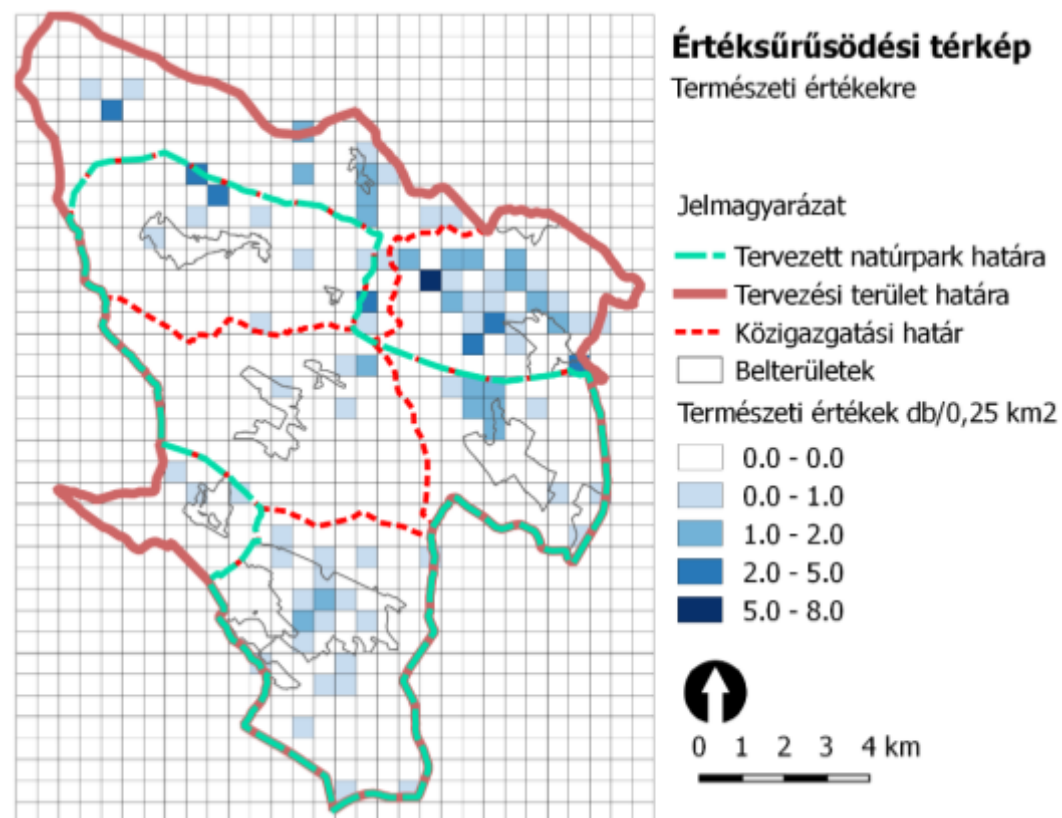 Értéksűrűsödési térkép
Természeti értékekre
Jelmagyarázat
Tervezett natúrpark határa
Tervezési terület határa
Közigazgatási határ
Belterületek
Természeti értékek db/0,25 km2
0.0 - 0.0
0.0 - 1.0
1.0 - 2.0
2.0 - 5.0
5.0 - 8.0
0 1 2 3 4 km